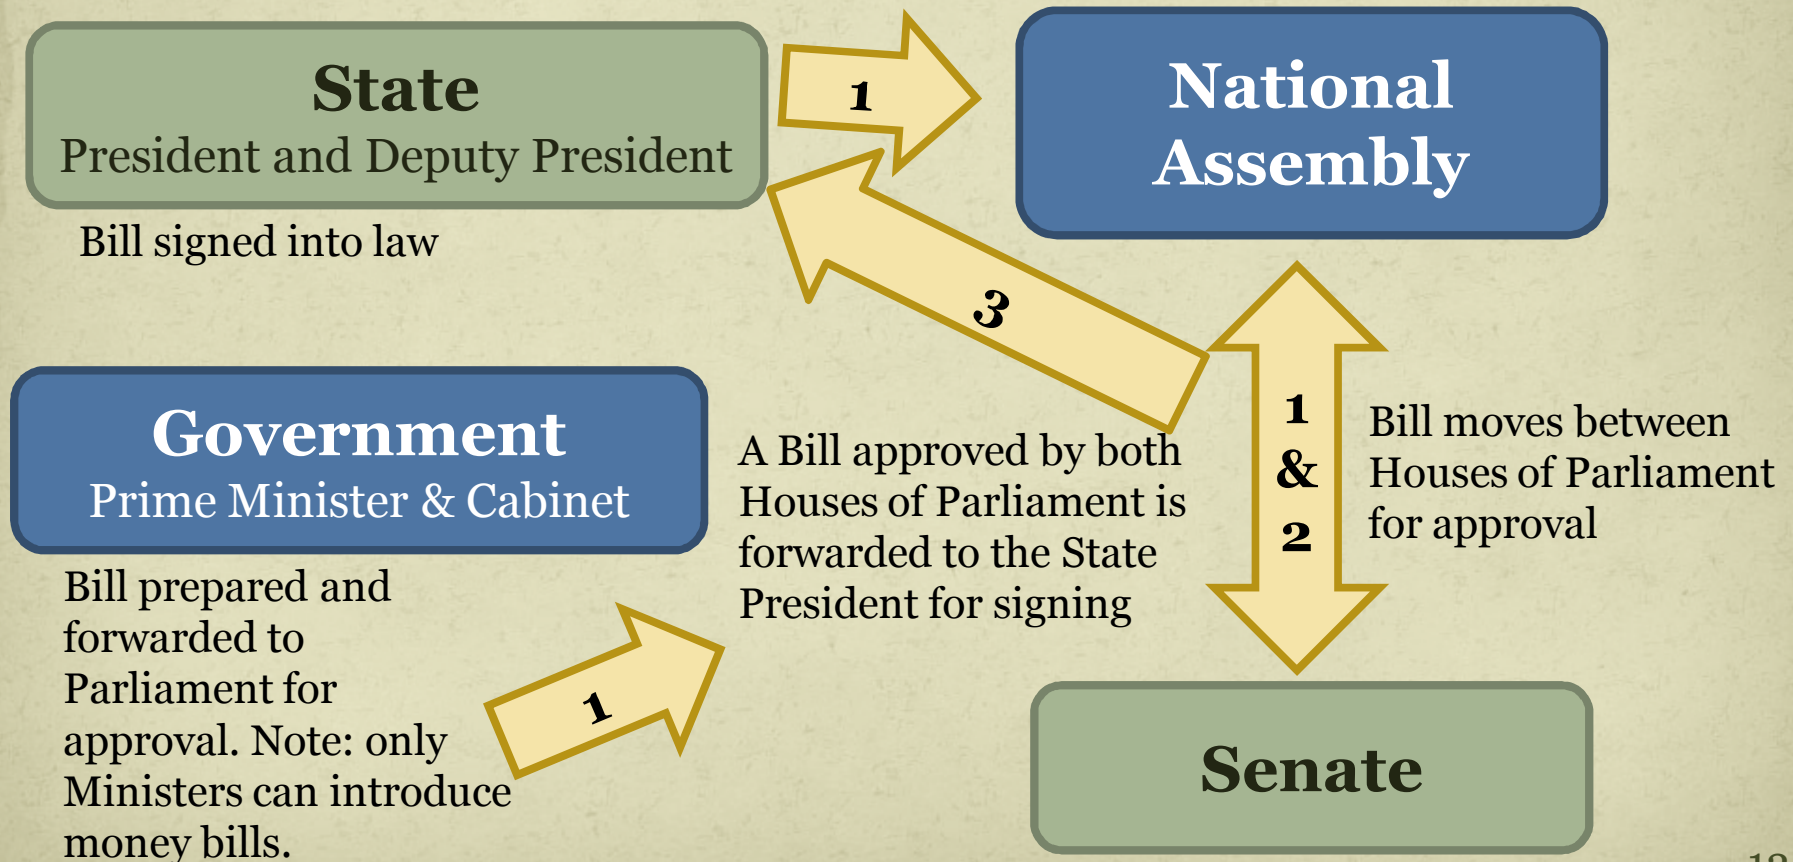 State
President and Deputy President
1
National
Assembly
Bill signed into law
3
Government
Prime Minister & Cabinet
1
&
2
Bill moves between
Houses of Parliament
for approval
A Bill approved by both
Houses of Parliament is
forwarded to the State
President for signing
Bill prepared and
forwarded to
Parliament for
approval. Note: only
Ministers can introduce
money bills.
1
Senate